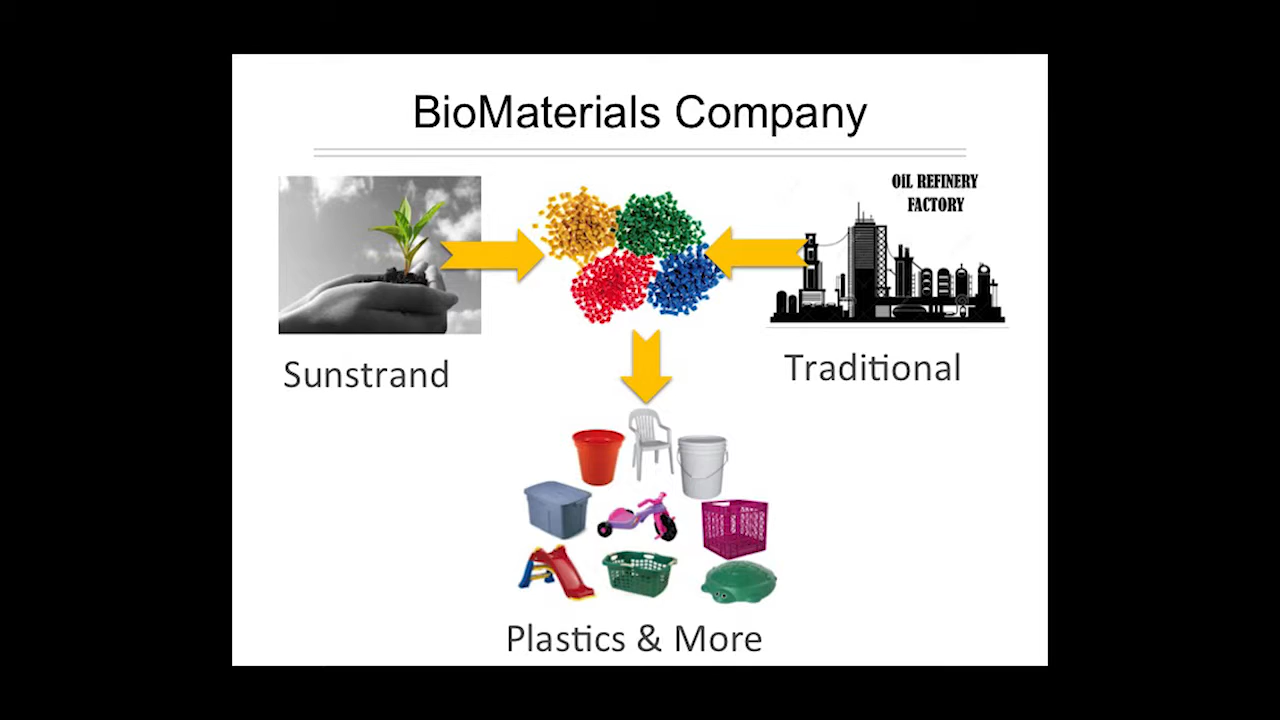 BioMaterials Company
OiL REFINERY
FACTORY
Sunstrand
Traditional
Plastics & More